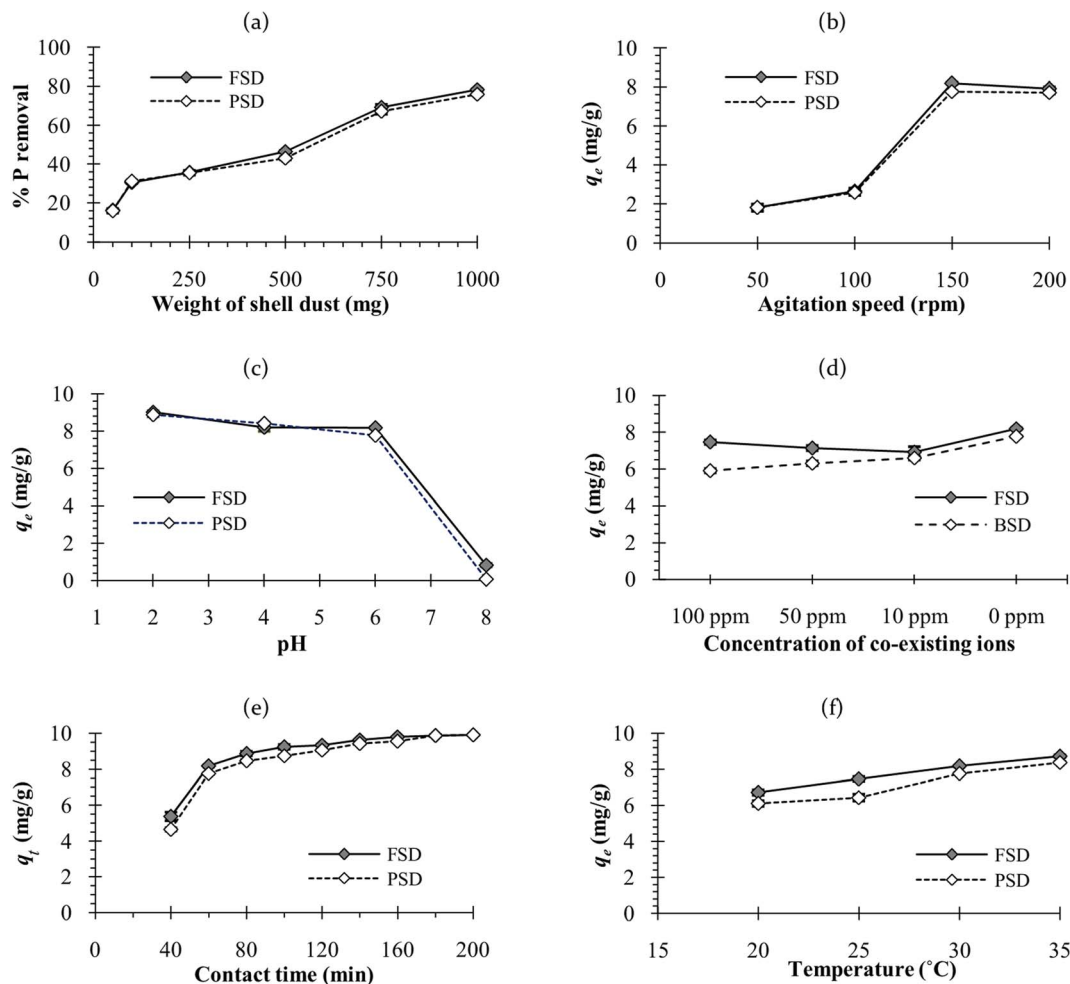 (a)
100
80
60
40
20
0
% P removal
FSD
PSD
0 250 500 750 1000
Weight of shell dust (mg)
(b)
10
8
6
4
2
0
qe (mg/g)
FSD
PSD
0 50 100 150 200
Agitation speed (rpm)
(c)
10
8
6
4
2
0
qe (mg/g)
FSD
PSD
1 2 3 4 5 6 7 8
pH
(d)
10
8
6
4
2
0
qe (mg/g)
FSD
BSD
100 ppm 50 ppm 10 ppm 0 ppm
Concentration of co-existing ions
(e)
10
8
6
4
2
0
qt (mg/g)
FSD
PSD
0 40 80 120 160 200
Contact time (min)
(f)
10
8
6
4
2
0
qe (mg/g)
FSD
PSD
15 20 25 30 35
Temperature (˚C)